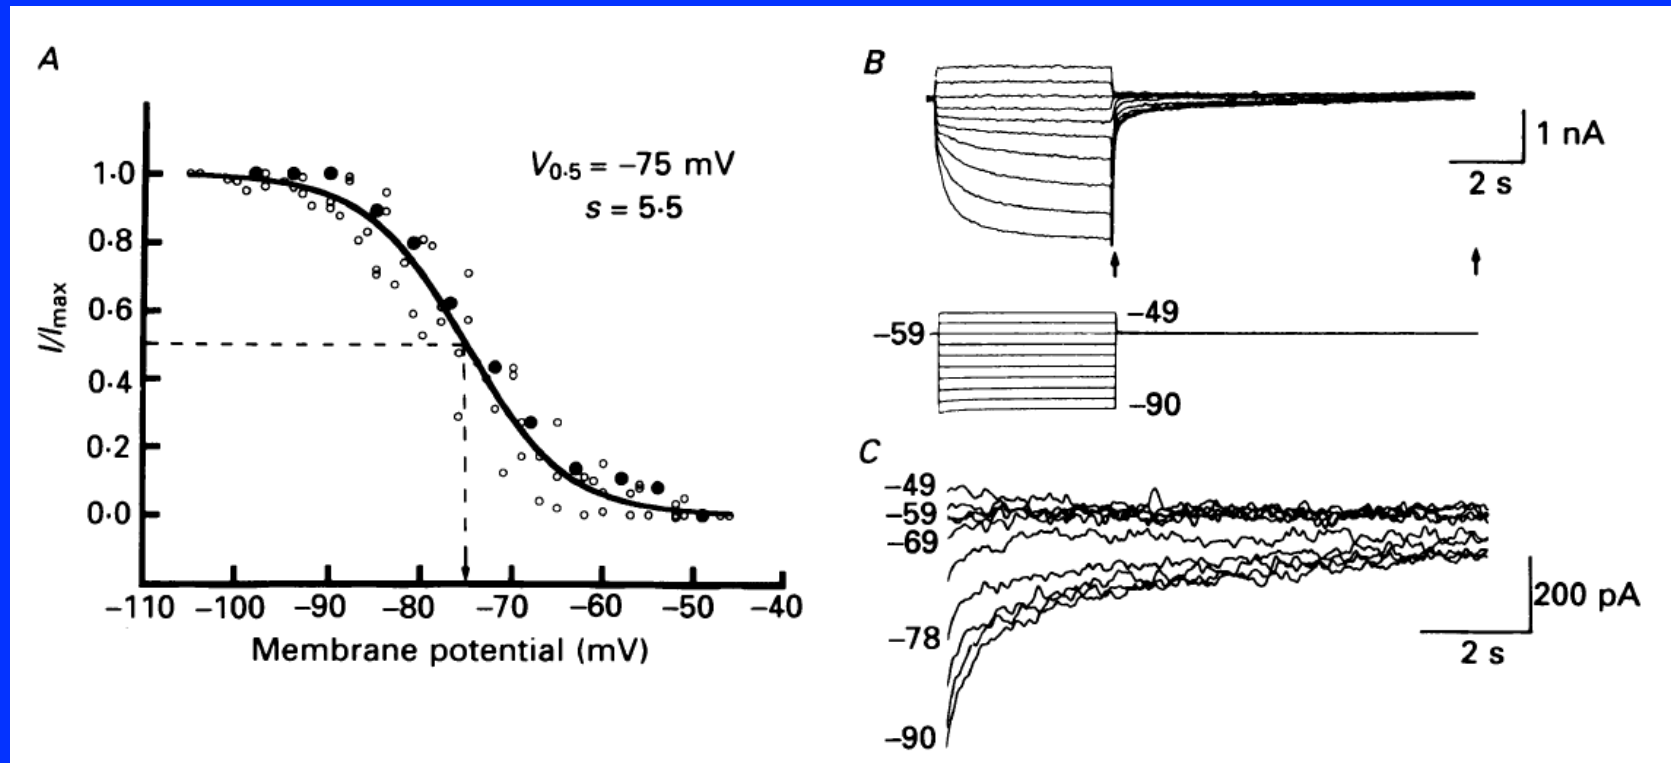 A
I/Imax
1.0
0.8
0.6
0.4
0.2
0.0
V0·5 = −75 mV
s = 5·5
−110 −100 −90 −80 −70 −60 −50 −40
Membrane potential (mV)
B
1 nA
2 s
−59
−49
−90
C
−49
−59
−69
−78
−90
200 pA
2 s